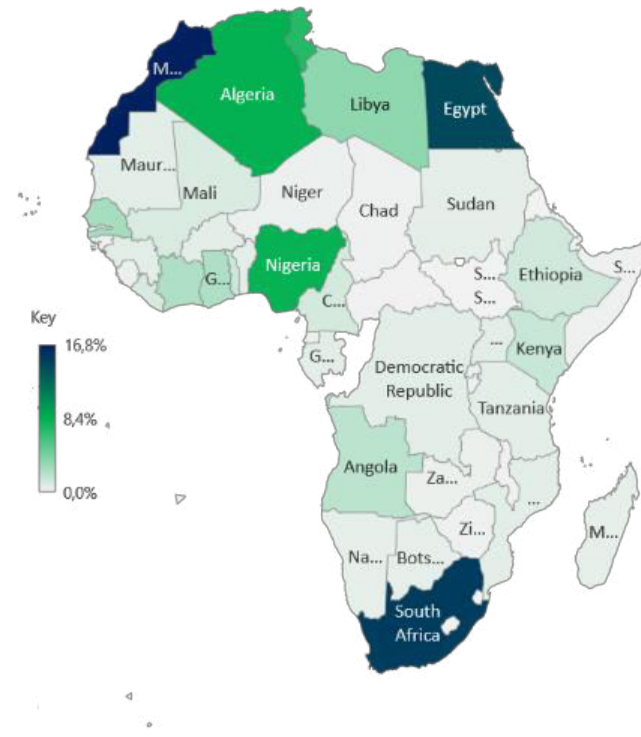 M...
Algeria
Libya
Egypt
Maur...
Mali
Niger
Chad
Sudan
G...
Nigeria
C...
S...
S...
Ethiopia
S...
Key
16,8%
8,4%
0,0%
G...
Democratic
Republic
...
Kenya
Tanzania
Angola
Za...
...
Zi...
M...
Na...
Bots...
South
Africa